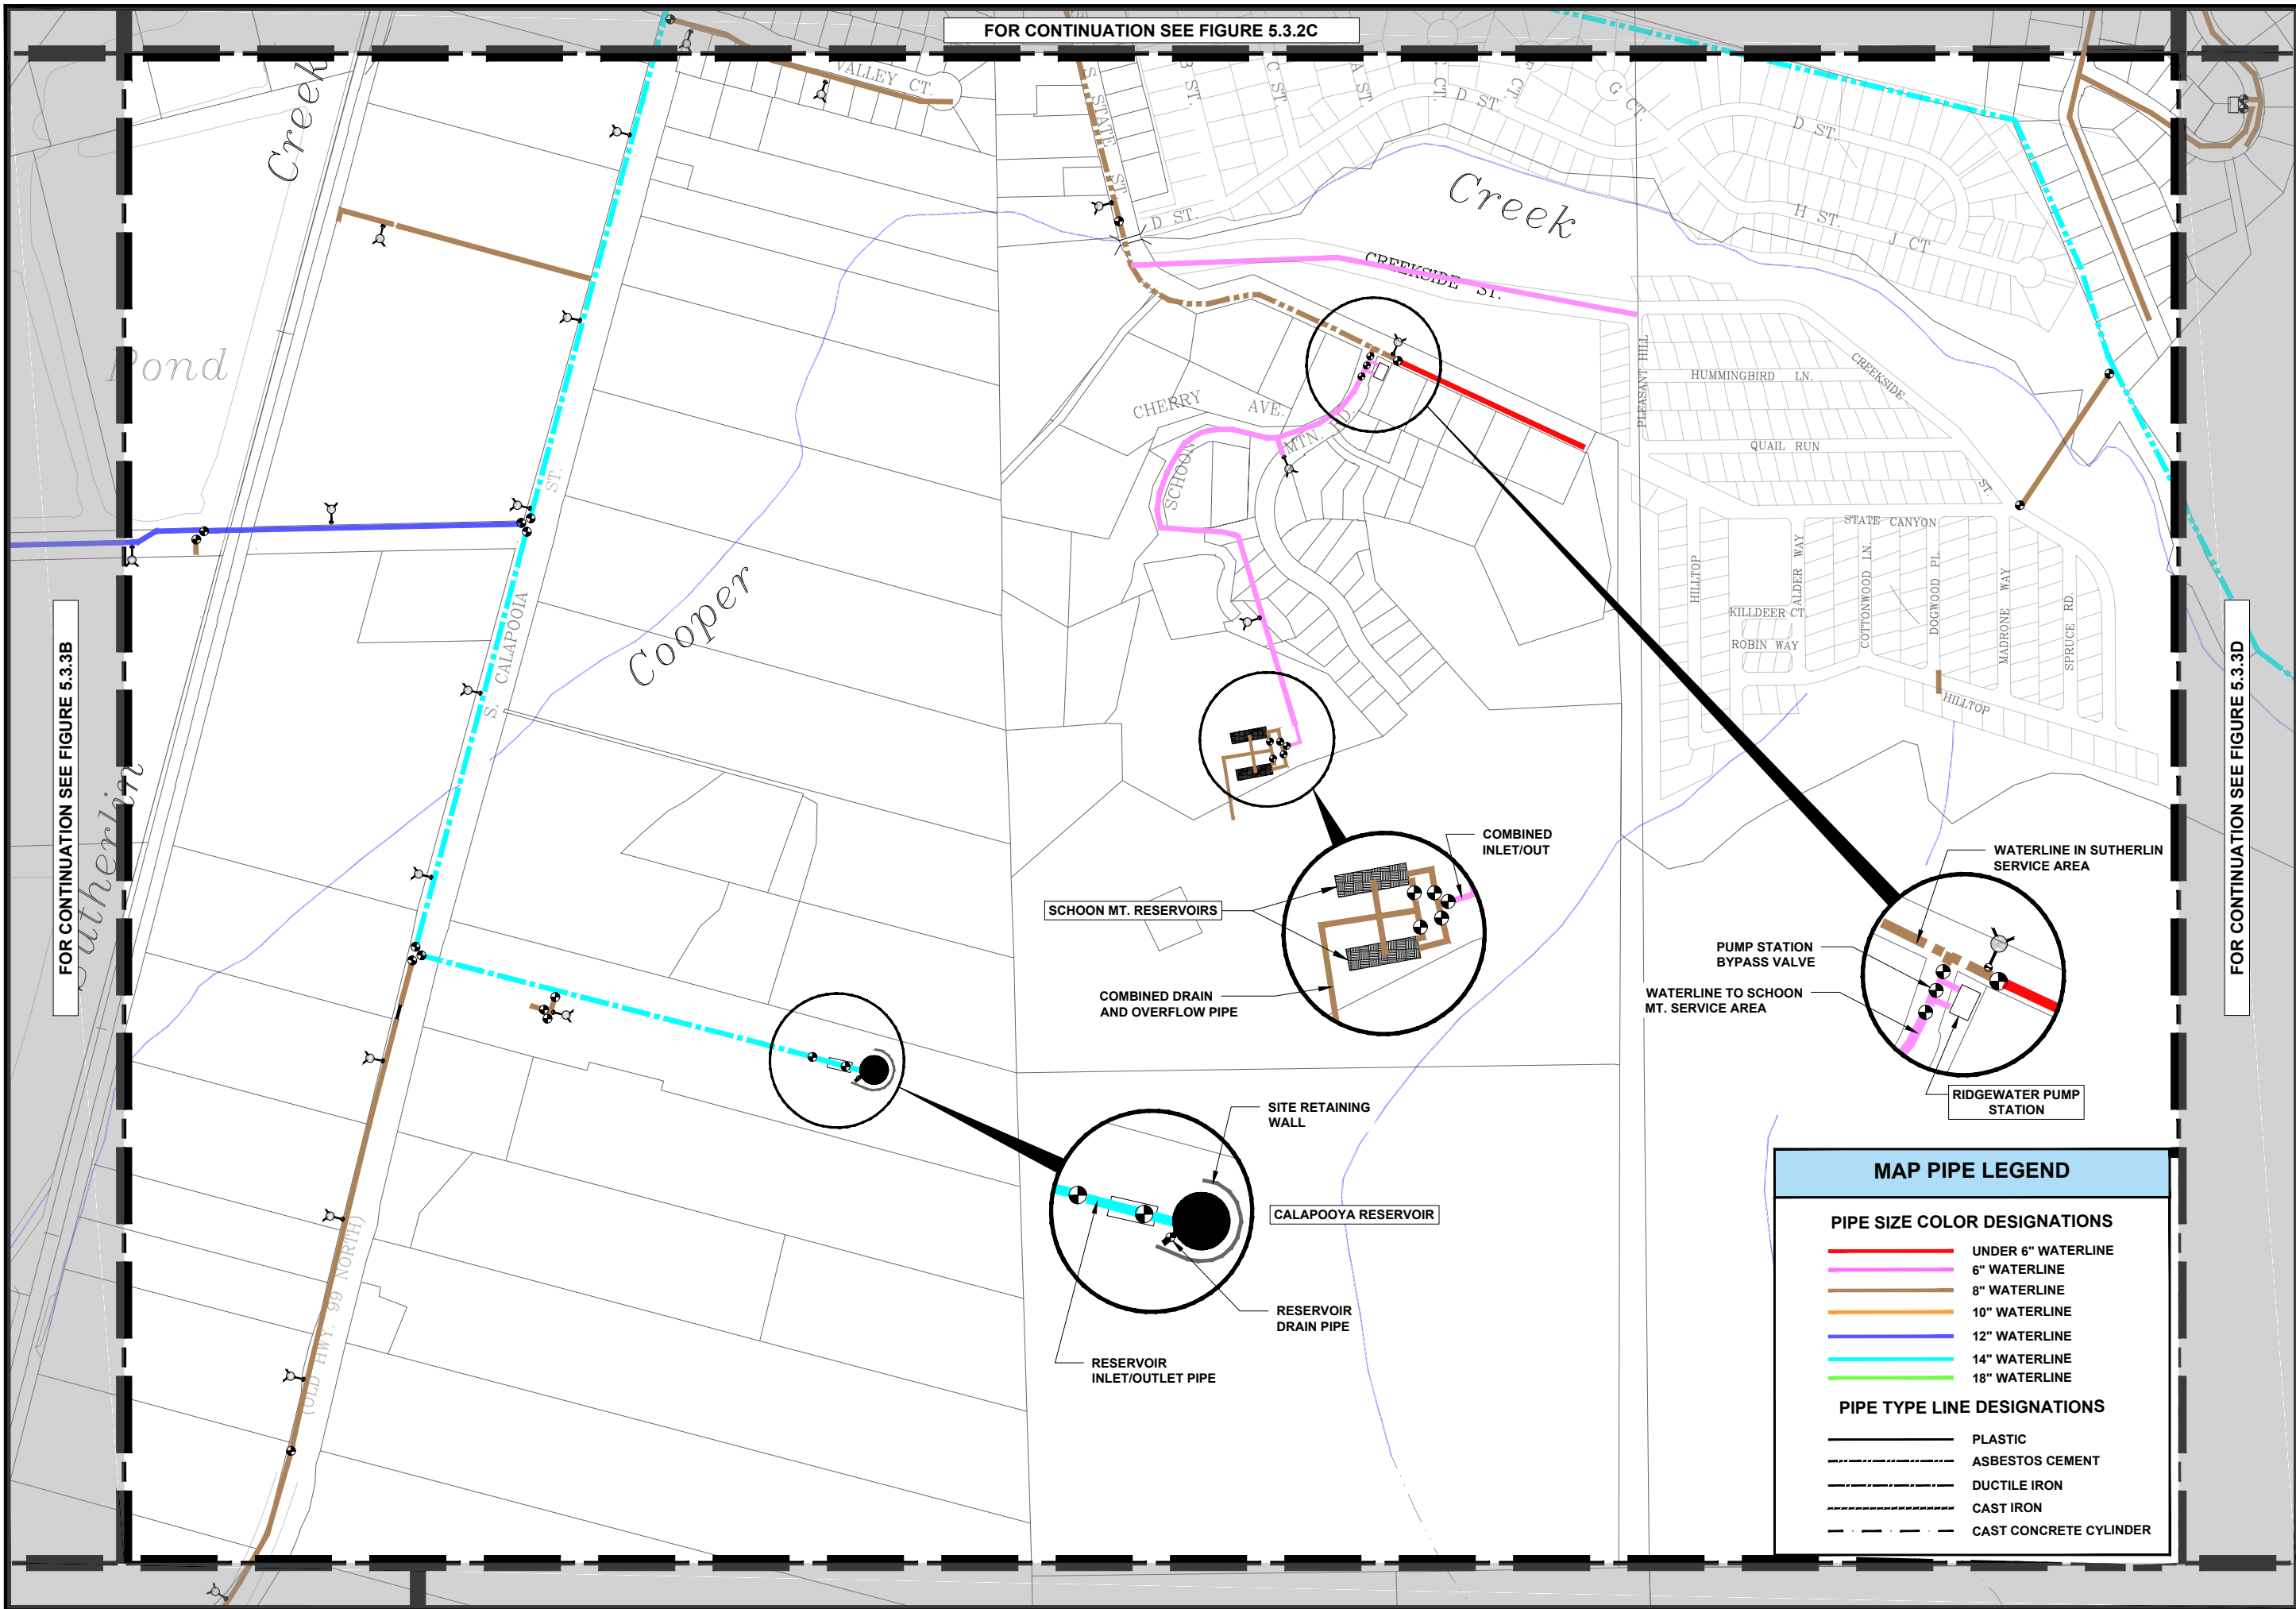 FOR CONTINUATION SEE FIGURE 5.3.2C
Creek
VALLEY CT.
S STATE ST
B ST.
C ST.
A ST.
CT.
D ST.
CT.
G CT.
D ST.
D ST.
Creek
H ST.
J CT
CREEKSIDE ST.
Pond
PLEASANT HILL
HUMMINGBIRD LN.
CREEKSIDE
ST.
CHERRY AVE.
SCHOON
MTN. RD.
QUAIL RUN
STATE CANYON
HILLTOP
ALDER WAY
COTTONWOOD LN.
DOGWOOD PL.
MADRONE WAY
SPRUCE RD.
KILLDEER CT.
ROBIN WAY
HILLTOP
S. CALAPOOIA ST.
Cooper
Sutherlin
FOR CONTINUATION SEE FIGURE 5.3.3B
FOR CONTINUATION SEE FIGURE 5.3.3D
COMBINED
INLET/OUT
SCHOON MT. RESERVOIRS
COMBINED DRAIN
AND OVERFLOW PIPE
WATERLINE IN SUTHERLIN
SERVICE AREA
PUMP STATION
BYPASS VALVE
WATERLINE TO SCHOON
MT. SERVICE AREA
RIDGEWATER PUMP
STATION
SITE RETAINING
WALL
CALAPOOYA RESERVOIR
RESERVOIR
DRAIN PIPE
RESERVOIR
INLET/OUTLET PIPE
(OLD HWY. 99 NORTH)
MAP PIPE LEGEND
PIPE SIZE COLOR DESIGNATIONS
UNDER 6" WATERLINE
6" WATERLINE
8" WATERLINE
10" WATERLINE
12" WATERLINE
14" WATERLINE
18" WATERLINE
PIPE TYPE LINE DESIGNATIONS
PLASTIC
ASBESTOS CEMENT
DUCTILE IRON
CAST IRON
CAST CONCRETE CYLINDER